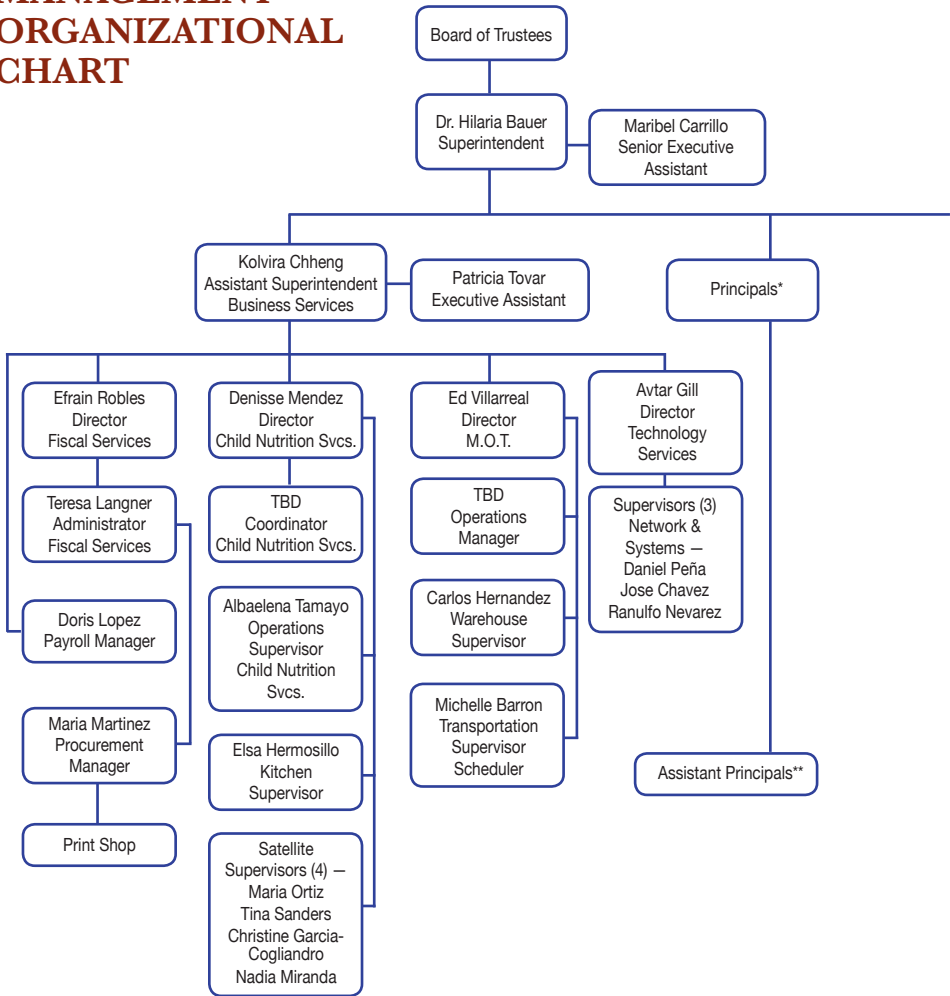 MANAGEMENT
ORGANIZATIONAL
CHART
Board of Trustees
Dr. Hilaria Bauer
Superintendent
Maribel Carrillo
Senior Executive
Assistant
Kolvira Chheng
Assistant Superintendent
Business Services
Patricia Tovar
Executive Assistant
Principals*
Efrain Robles
Director
Fiscal Services
Denisse Mendez
Director
Child Nutrition Svcs.
Ed Villarreal
Director
M.O.T.
Avtar Gill
Director
Technology
Services
Teresa Langner
Administrator
Fiscal Services
TBD
Coordinator
Child Nutrition Svcs.
TBD
Operations
Manager
Supervisors (3)
Network &
Systems —
Daniel Peña
Jose Chavez
Ranulfo Nevarez
Doris Lopez
Payroll Manager
Albaelena Tamayo
Operations
Supervisor
Child Nutrition
Svcs.
Carlos Hernandez
Warehouse
Supervisor
Maria Martinez
Procurement
Manager
Elsa Hermosillo
Kitchen
Supervisor
Michelle Barron
Transportation
Supervisor
Scheduler
Assistant Principals**
Print Shop
Satellite
Supervisors (4) —
Maria Ortiz
Tina Sanders
Christine Garcia-
Cogliandro
Nadia Miranda